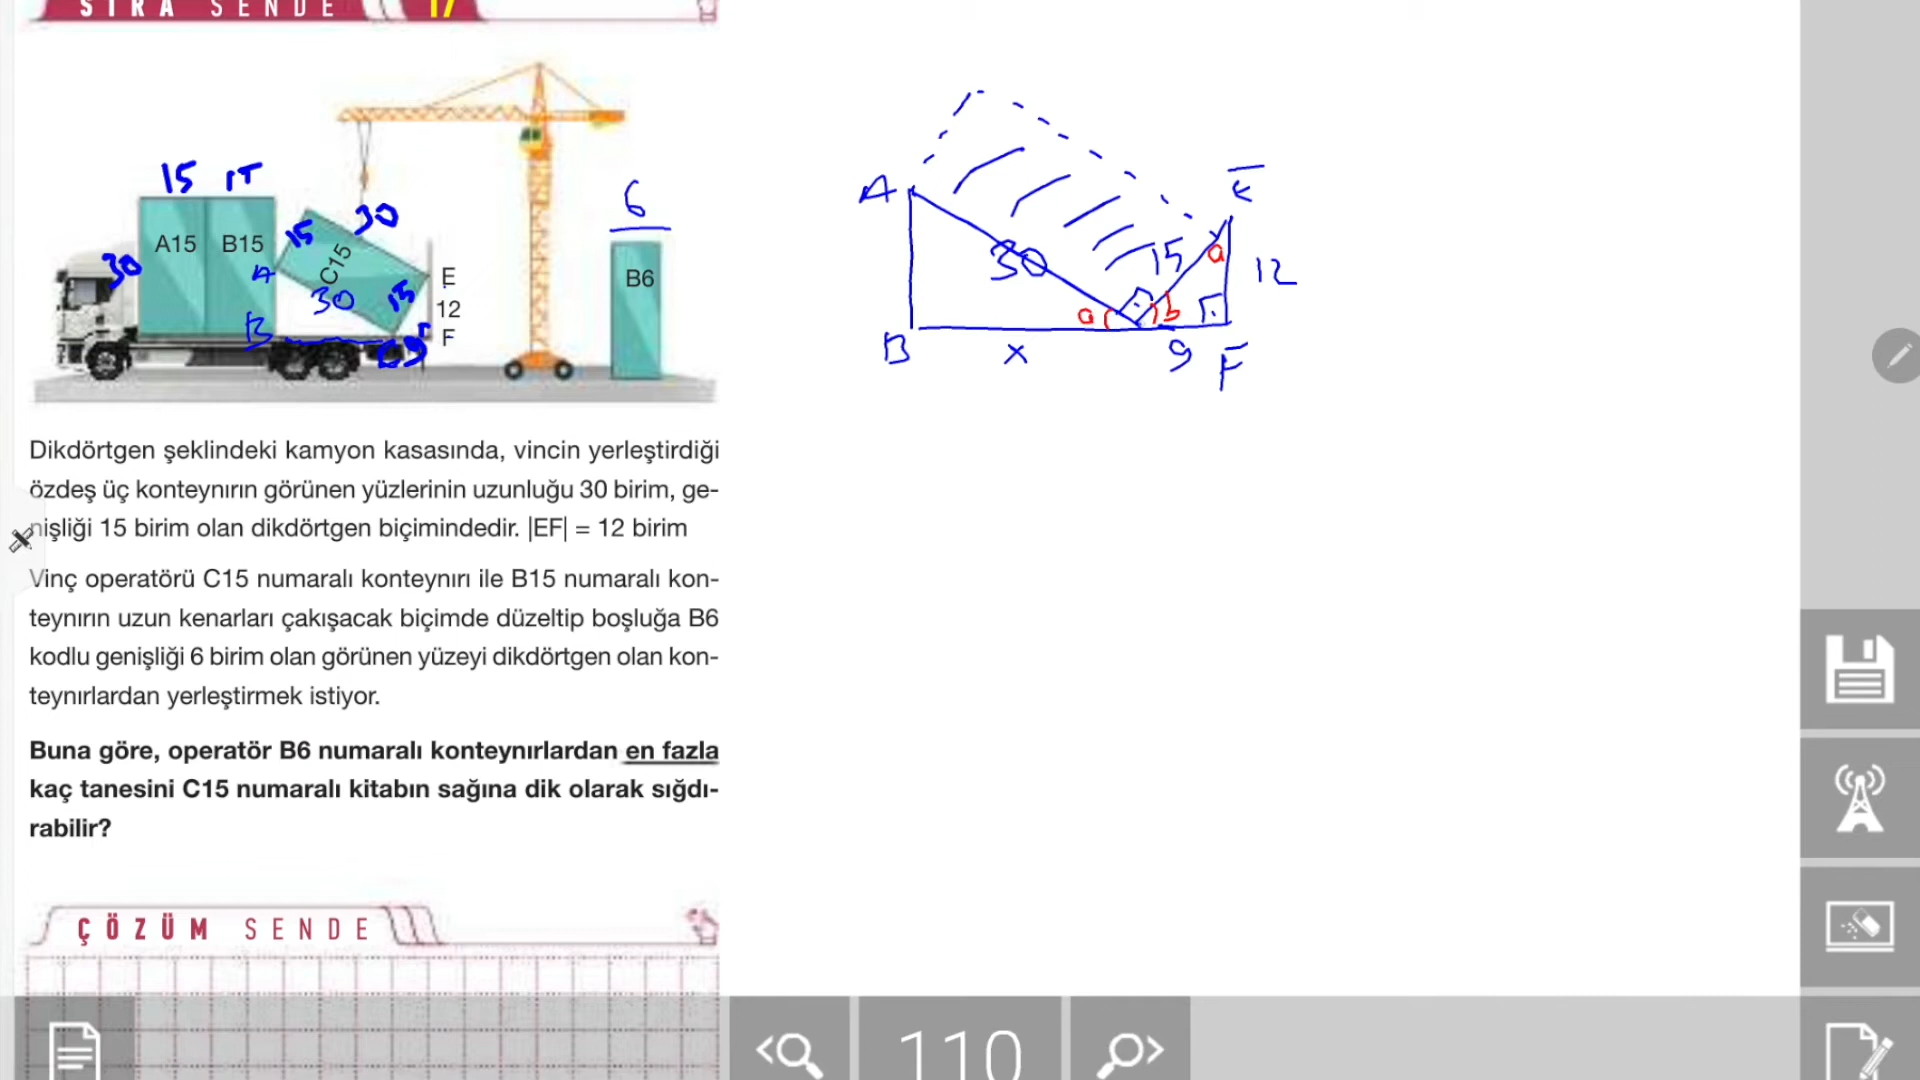 SIRA SENDE 17
15 15
A15 B15
30
15 30
C15
30 15
A
B
C 9
E
12
F
6
B6
A
30
B
x
a
b
15
a
E
12
9
F
Dikdörtgen şeklindeki kamyon kasasında, vincin yerleştirdiği
özdeş üç konteynırın görünen yüzlerinin uzunluğu 30 birim, ge-
nişliği 15 birim olan dikdörtgen biçimindedir. |EF| = 12 birim
Vinç operatörü C15 numaralı konteynırı ile B15 numaralı kon-
teynırın uzun kenarları çakışacak biçimde düzeltip boşluğa B6
kodlu genişliği 6 birim olan görünen yüzeyi dikdörtgen olan kon-
teynırlardan yerleştirmek istiyor.
Buna göre, operatör B6 numaralı konteynırlardan en fazla
kaç tanesini C15 numaralı kitabın sağına dik olarak sığdı-
rabilir?
ÇÖZÜM SENDE
110